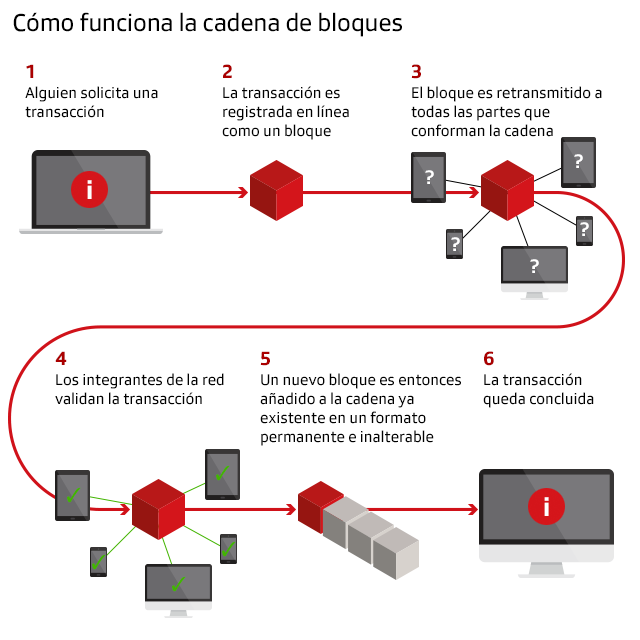 Cómo funciona la cadena de bloques
1
Alguien solicita una
transacción
2
La transacción es
registrada en línea
como un bloque
3
El bloque es retransmitido a
todas las partes que
conforman la cadena
i
?
?
?
?
?
4
Los integrantes de la red
validan la transacción
5
Un nuevo bloque es entonces
añadido a la cadena ya
existente en un formato
permanente e inalterable
6
La transacción
queda concluida
i